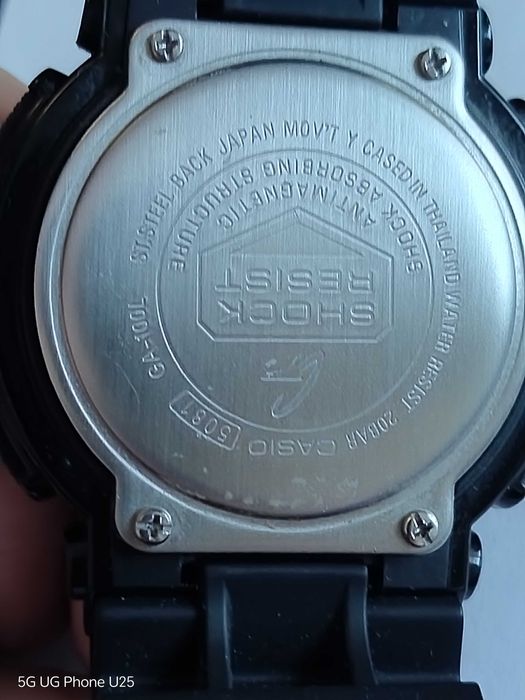 CASIO 5081 GA-100 ST.STEEL BACK JAPAN MOV'T Y CASED IN THAILAND WATER RESIST 20BAR
SHOCK ABSORBING STRUCTURE
ANTIMAGNETIC
SHOCK
RESIST
5G UG Phone U25